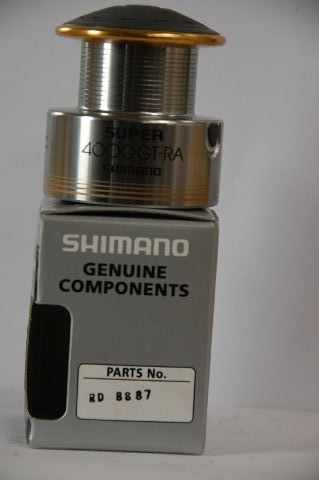 SUPER
4000GT-RA
SHIMANO
SHIMANO
GENUINE
COMPONENTS
PARTS No.
RD 8887